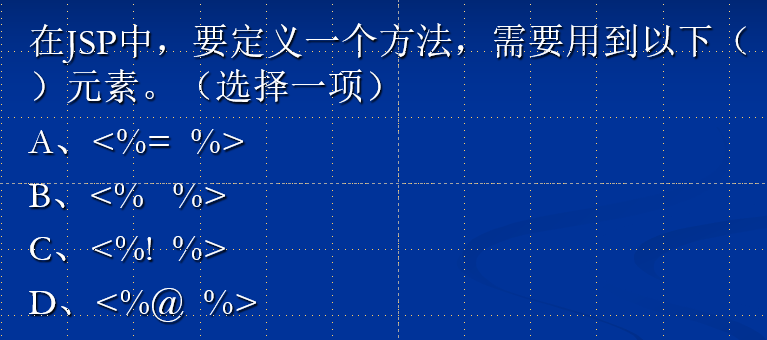 在JSP中，要定义一个方法，需要用到以下（
）元素。（选择一项）
A、<%=  %>
B、<%   %>
C、<%!  %>
D、<%@  %>